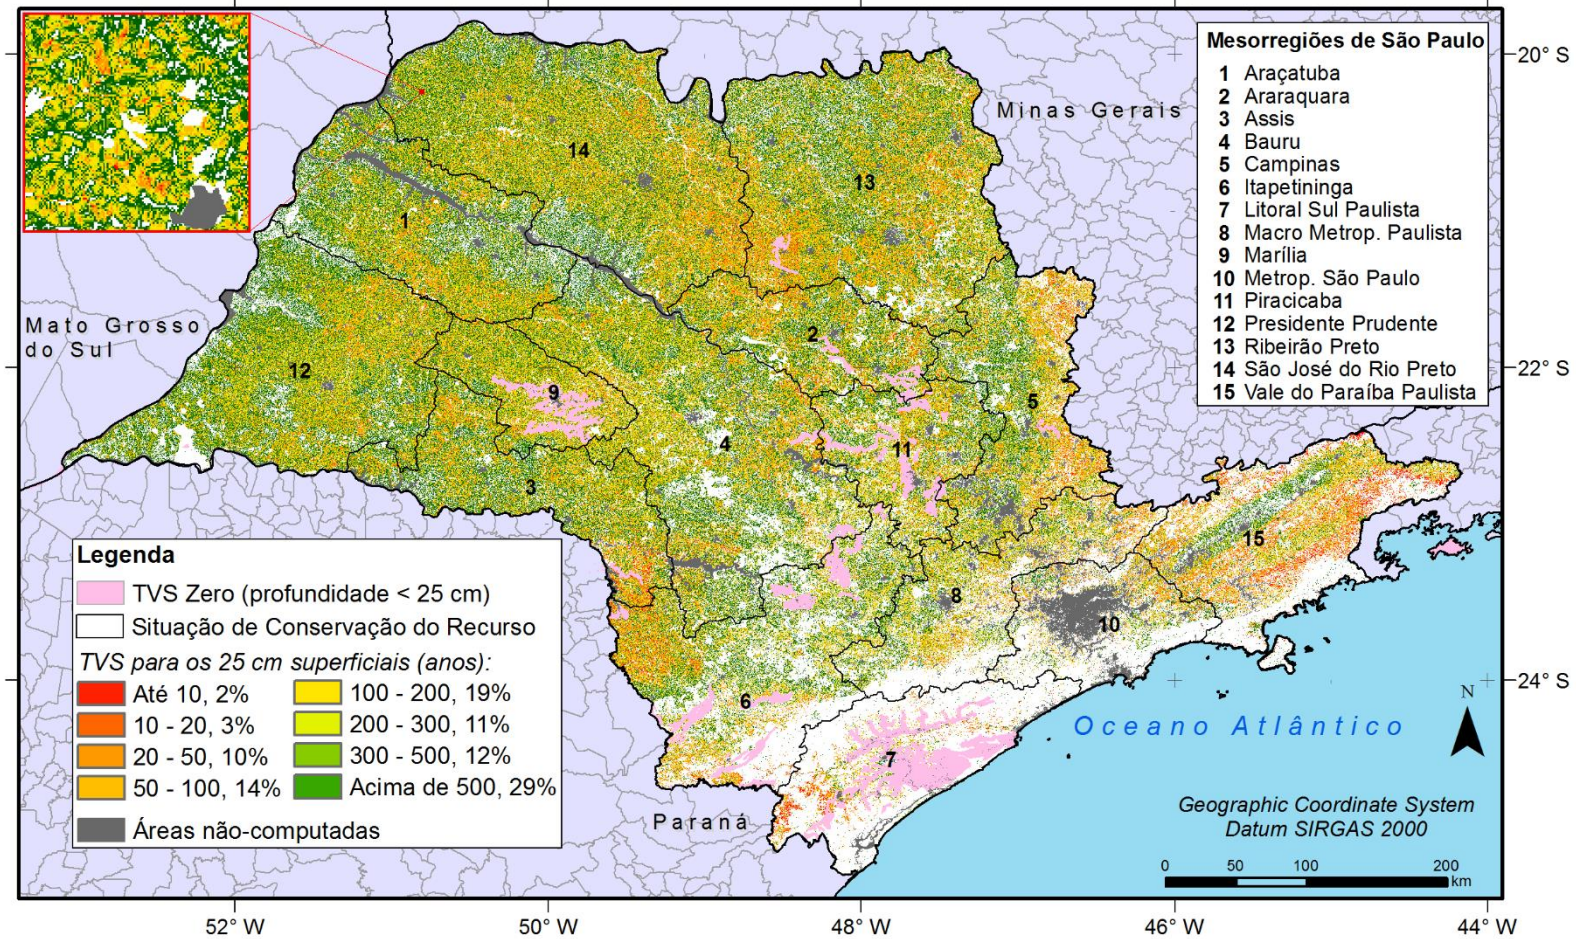 Mesorregiões de São Paulo
1 Araçatuba
2 Araraquara
3 Assis
4 Bauru
5 Campinas
6 Itapetininga
7 Litoral Sul Paulista
8 Macro Metrop. Paulista
9 Marília
10 Metrop. São Paulo
11 Piracicaba
12 Presidente Prudente
13 Ribeirão Preto
14 São José do Rio Preto
15 Vale do Paraíba Paulista
20° S
22° S
24° S
Minas Gerais
Mato Grosso
do Sul
Paraná
Oceano Atlântico
14
13
1
2
12
9
5
4
11
3
15
8
10
6
7
Legenda
TVS Zero (profundidade < 25 cm)
Situação de Conservação do Recurso
TVS para os 25 cm superficiais (anos):
Até 10, 2%
10 - 20, 3%
20 - 50, 10%
50 - 100, 14%
100 - 200, 19%
200 - 300, 11%
300 - 500, 12%
Acima de 500, 29%
Áreas não-computadas
N
Geographic Coordinate System
Datum SIRGAS 2000
0 50 100 200
km
52° W
50° W
48° W
46° W
44° W